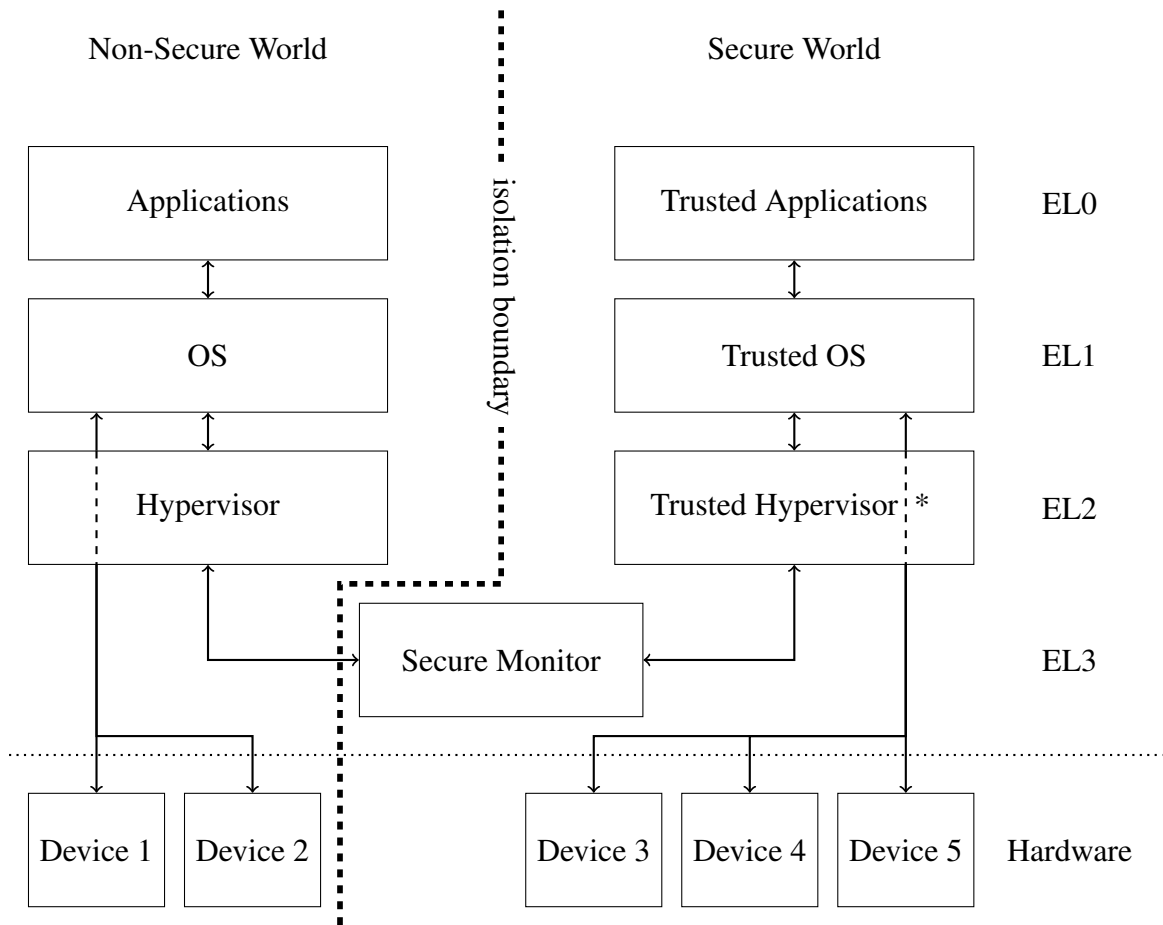 Non-Secure World
Secure World
isolation boundary
Applications
Trusted Applications
EL0
OS
Trusted OS
EL1
Hypervisor
Trusted Hypervisor *
EL2
Secure Monitor
EL3
Device 1
Device 2
Device 3
Device 4
Device 5
Hardware